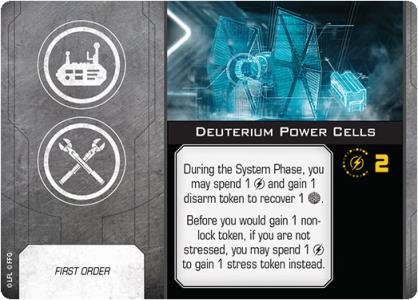 DEUTERIUM POWER CELLS
During the System Phase, you
may spend 1 and gain 1
disarm token to recover 1 .
Before you would gain 1 non-
lock token, if you are not
stressed, you may spend 1
to gain 1 stress token instead.
2
FIRST ORDER
© LFL © FFG